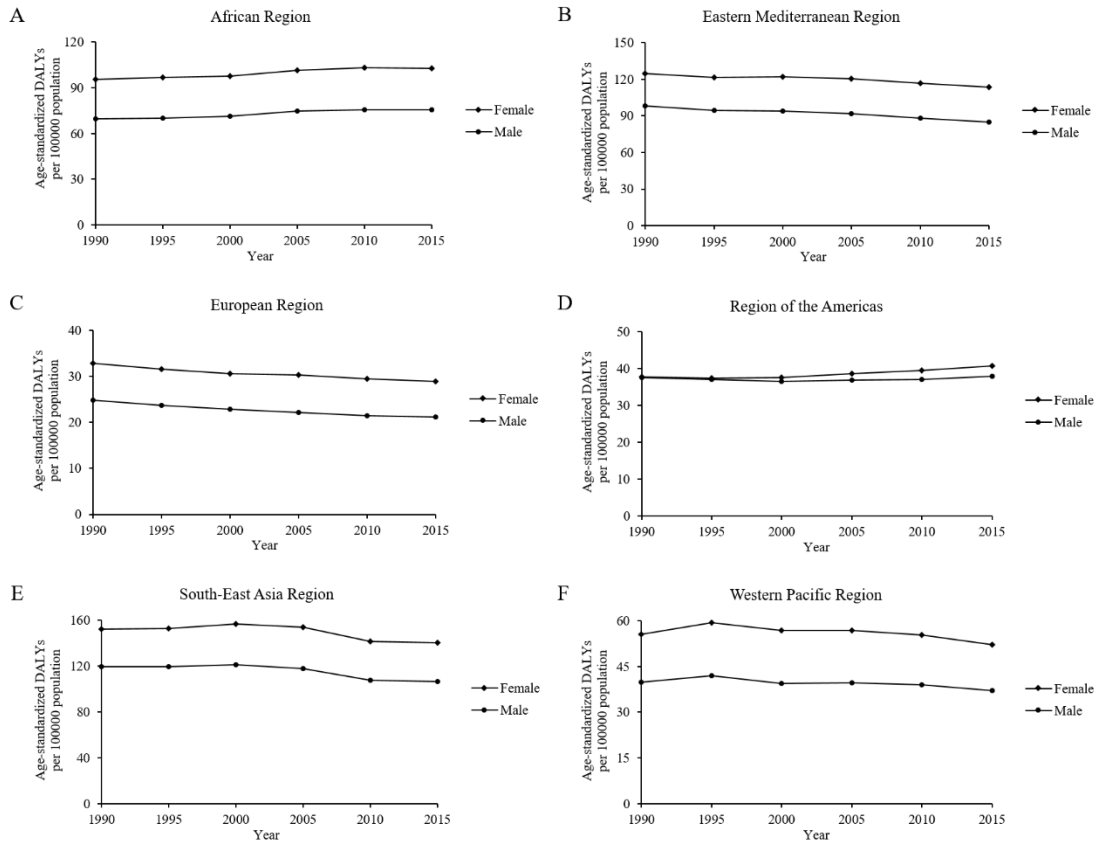 A
African Region
Age-standardized DALYs
per 100000 population
120
90
60
30
0
1990 1995 2000 2005 2010 2015
Year
Female
Male
B
Eastern Mediterranean Region
Age-standardized DALYs
per 100000 population
150
120
90
60
30
0
1990 1995 2000 2005 2010 2015
Year
Female
Male
C
European Region
Age-standardized DALYs
per 100000 population
40
30
20
10
0
1990 1995 2000 2005 2010 2015
Year
Female
Male
D
Region of the Americas
Age-standardized DALYs
per 100000 population
50
40
30
20
10
0
1990 1995 2000 2005 2010 2015
Year
Female
Male
E
South-East Asia Region
Age-standardized DALYs
per 100000 population
160
120
80
40
0
1990 1995 2000 2005 2010 2015
Year
Female
Male
F
Western Pacific Region
Age-standardized DALYs
per 100000 population
60
45
30
15
0
1990 1995 2000 2005 2010 2015
Year
Female
Male